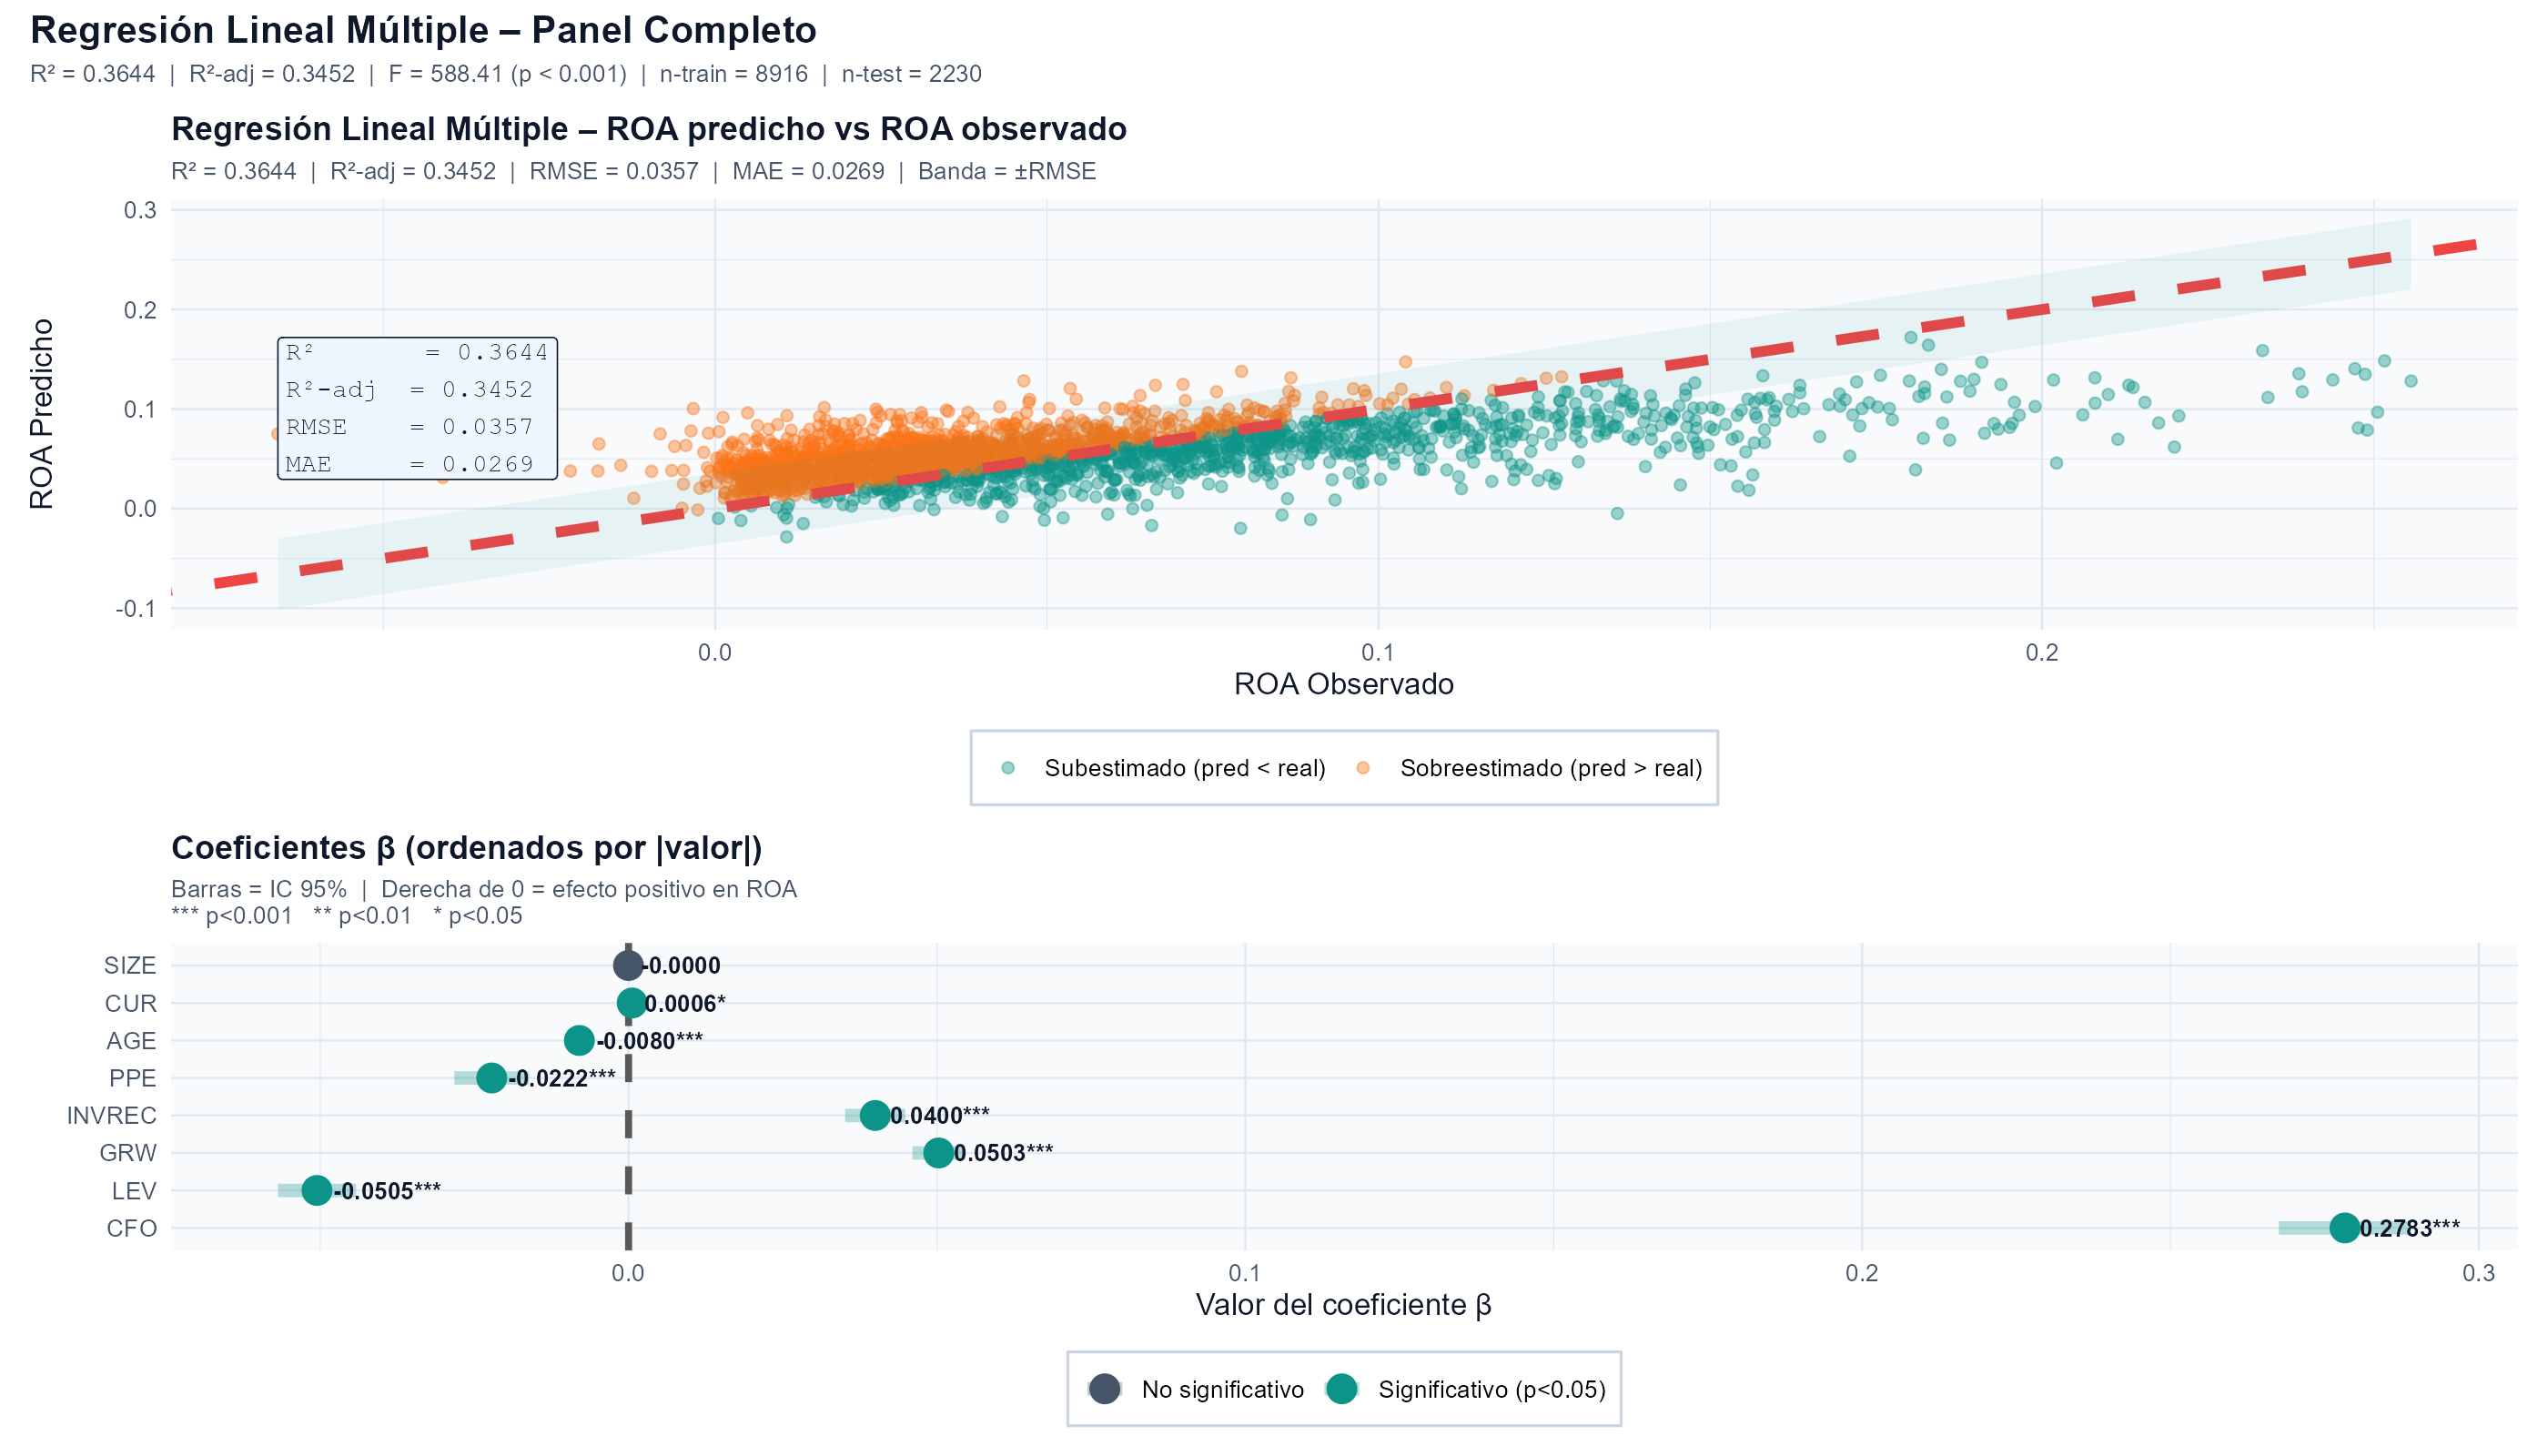 Regresión Lineal Múltiple – Panel Completo
R² = 0.3644 | R²-adj = 0.3452 | F = 588.41 (p < 0.001) | n-train = 8916 | n-test = 2230
Regresión Lineal Múltiple – ROA predicho vs ROA observado
R² = 0.3644 | R²-adj = 0.3452 | RMSE = 0.0357 | MAE = 0.0269 | Banda = ±RMSE
0.3
0.2
0.1
0.0
-0.1
ROA Predicho
R² = 0.3644
R²-adj = 0.3452
RMSE = 0.0357
MAE = 0.0269
0.0 0.1 0.2
ROA Observado
Subestimado (pred < real) Sobreestimado (pred > real)
Coeficientes β (ordenados por |valor|)
Barras = IC 95% | Derecha de 0 = efecto positivo en ROA
*** p<0.001 ** p<0.01 * p<0.05
SIZE -0.0000
CUR 0.0006*
AGE -0.0080***
PPE -0.0222***
INVREC 0.0400***
GRW 0.0503***
LEV -0.0505***
CFO 0.2783***
0.0 0.1 0.2 0.3
Valor del coeficiente β
No significativo Significativo (p<0.05)